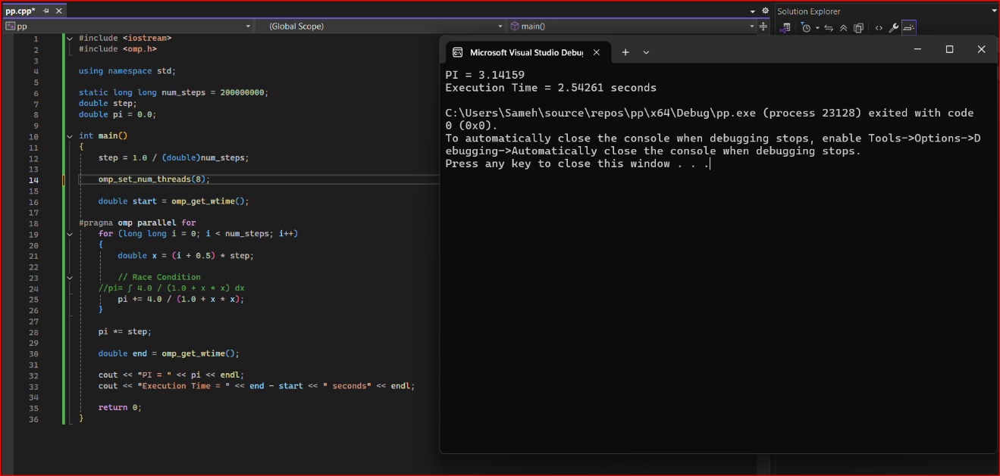 pp.cpp*
Solution Explorer
pp
(Global Scope)
main()
1 #include <iostream>
2 #include <omp.h>
3
4 using namespace std;
5
6 static long long num_steps = 200000000;
7 double step;
8 double pi = 0.0;
9
10 int main()
11 {
12 step = 1.0 / (double)num_steps;
13
14 omp_set_num_threads(8);
15
16 double start = omp_get_wtime();
17
18 #pragma omp parallel for
19 for (long long i = 0; i < num_steps; i++)
20 {
21 double x = (i + 0.5) * step;
22
23 // Race Condition
24 //pi= ∫ 4.0 / (1.0 + x * x) dx
25 pi += 4.0 / (1.0 + x * x);
26 }
27
28 pi *= step;
29
30 double end = omp_get_wtime();
31
32 cout << "PI = " << pi << endl;
33 cout << "Execution Time = " << end - start << " seconds" << endl;
34
35 return 0;
36 }
Microsoft Visual Studio Debug
PI = 3.14159
Execution Time = 2.54261 seconds
C:\Users\Sameh\source\repos\pp\x64\Debug\pp.exe (process 23128) exited with code
0 (0x0).
To automatically close the console when debugging stops, enable Tools->Options->D
ebugging->Automatically close the console when debugging stops.
Press any key to close this window . . .